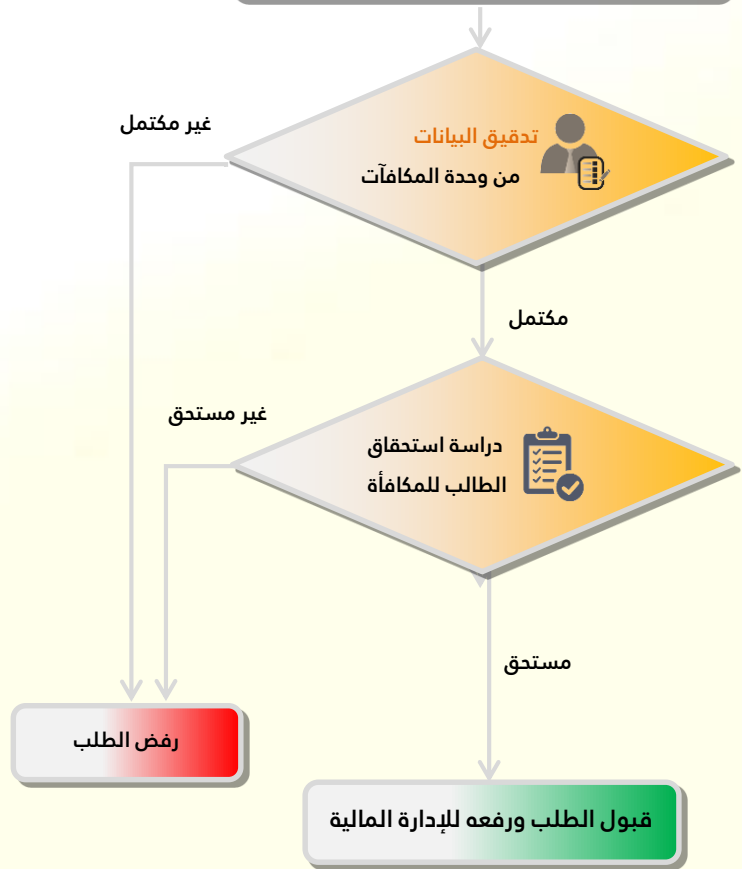 تدقيق البيانات
من وحدة المكافآت
غير مكتمل
مكتمل
دراسة استحقاق
الطالب للمكافأة
غير مستحق
مستحق
رفض الطلب
قبول الطلب ورفعه للإدارة المالية